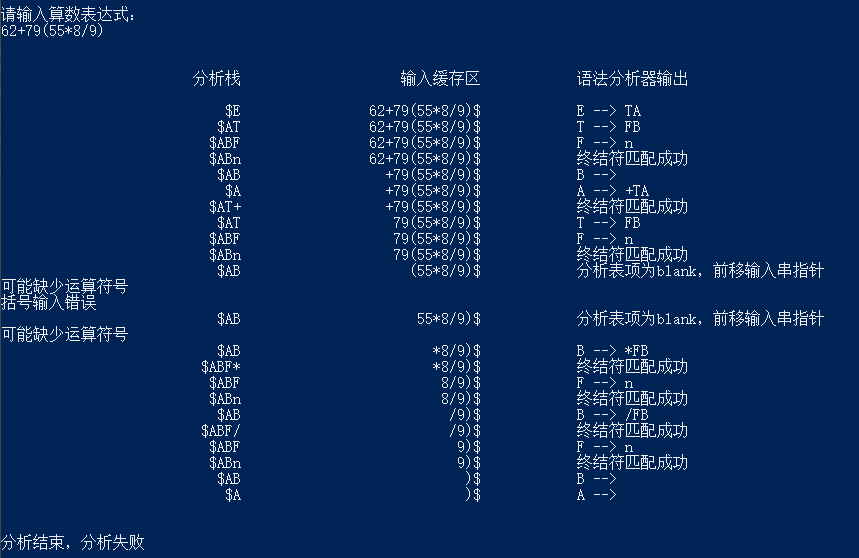 请输入算数表达式：
62+79(55*8/9)
分析栈 输入缓存区 语法分析器输出
$E 62+79(55*8/9)$ E --> TA
$AT 62+79(55*8/9)$ T --> FB
$ABF 62+79(55*8/9)$ F --> n
$ABn 62+79(55*8/9)$ 终结符匹配成功
$AB +79(55*8/9)$ B -->
$A +79(55*8/9)$ A --> +TA
$AT+ +79(55*8/9)$ 终结符匹配成功
$AT 79(55*8/9)$ T --> FB
$ABF 79(55*8/9)$ F --> n
$ABn 79(55*8/9)$ 终结符匹配成功
$AB (55*8/9)$ 分析表项为blank，前移输入串指针
可能缺少运算符号
括号输入错误
$AB 55*8/9)$ 分析表项为blank，前移输入串指针
可能缺少运算符号
$AB *8/9)$ B --> *FB
$ABF* *8/9)$ 终结符匹配成功
$ABF 8/9)$ F --> n
$ABn 8/9)$ 终结符匹配成功
$AB /9)$ B --> /FB
$ABF/ /9)$ 终结符匹配成功
$ABF 9)$ F --> n
$ABn 9)$ 终结符匹配成功
$AB )$ B -->
$A )$ A -->
分析结束，分析失败